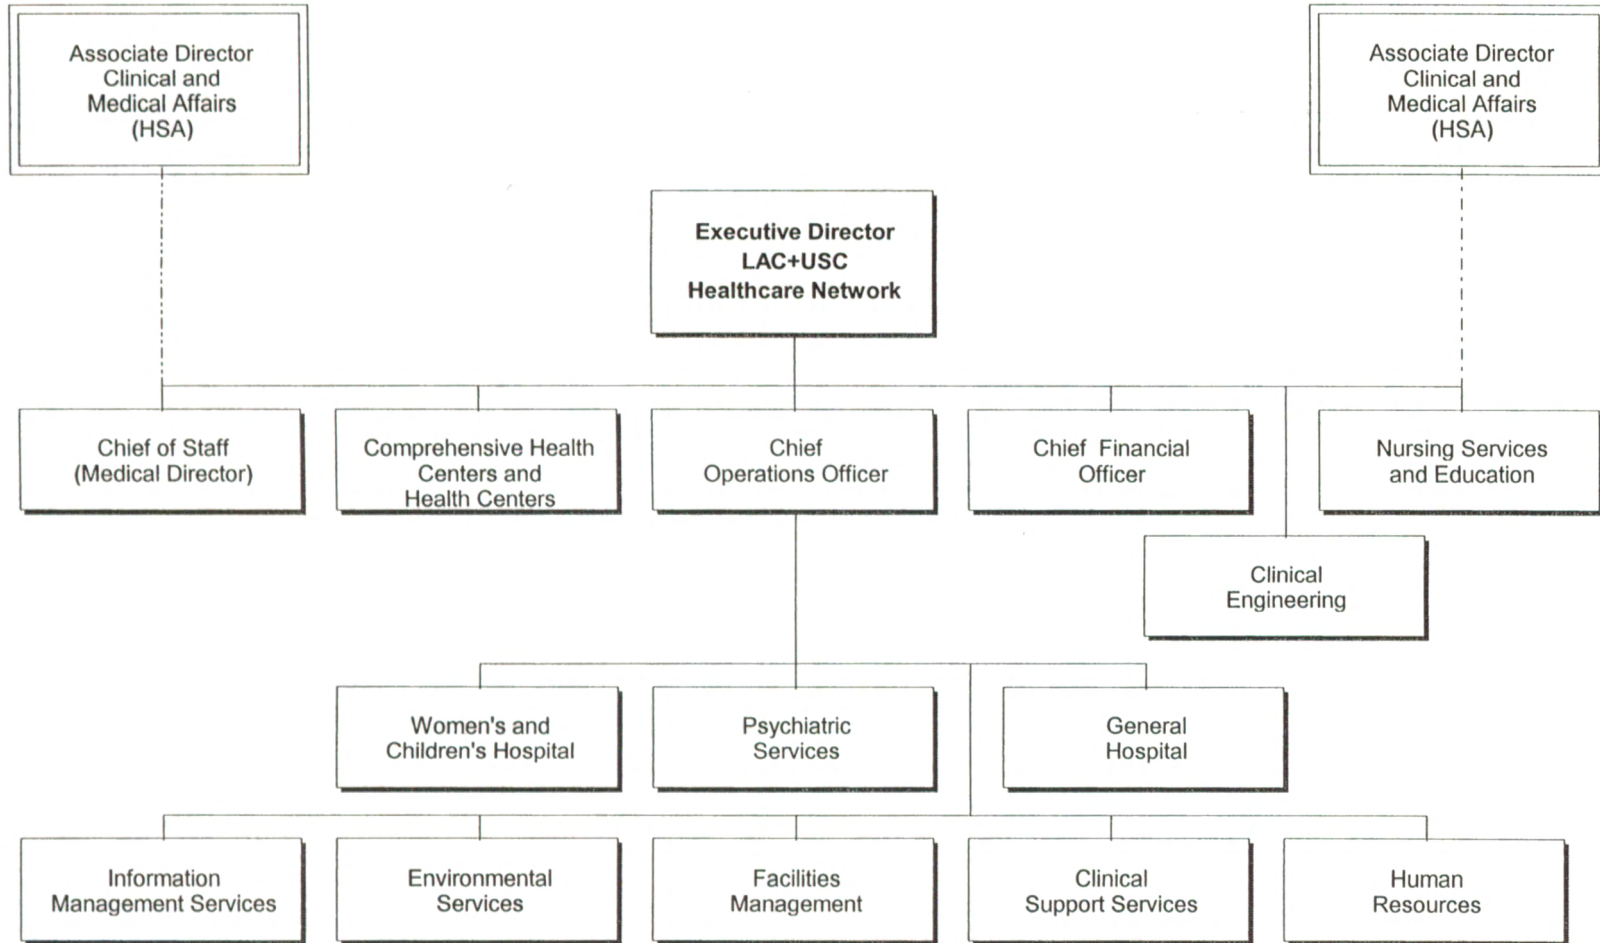 Associate Director
Clinical and
Medical Affairs
(HSA)
Associate Director
Clinical and
Medical Affairs
(HSA)
Executive Director
LAC+USC
Healthcare Network
Chief of Staff
(Medical Director)
Comprehensive Health
Centers and
Health Centers
Chief
Operations Officer
Chief Financial
Officer
Nursing Services
and Education
Clinical
Engineering
Women's and
Children's Hospital
Psychiatric
Services
General
Hospital
Information
Management Services
Environmental
Services
Facilities
Management
Clinical
Support Services
Human
Resources